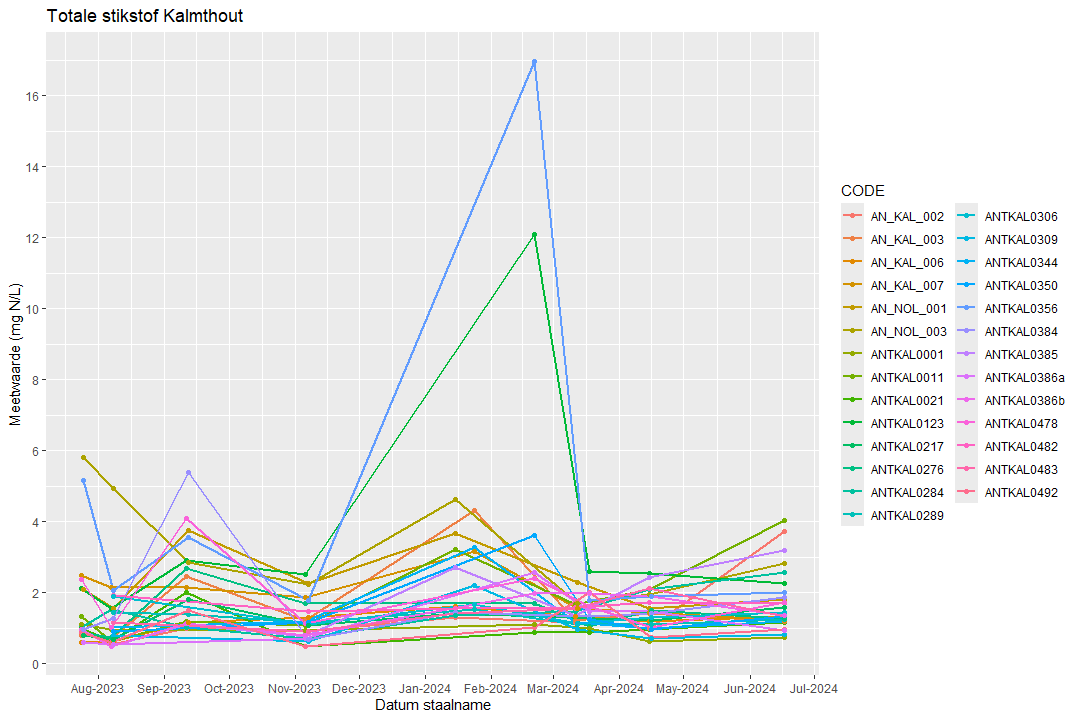 Totale stikstof Kalmthout
Meetwaarde (mg N/L)
16
14
12
10
8
6
4
2
0
Aug-2023 Sep-2023 Oct-2023 Nov-2023 Dec-2023 Jan-2024 Feb-2024 Mar-2024 Apr-2024 May-2024 Jun-2024 Jul-2024
Datum staalname
CODE
AN_KAL_002
AN_KAL_003
AN_KAL_006
AN_KAL_007
AN_NOL_001
AN_NOL_003
ANTKAL0001
ANTKAL0011
ANTKAL0021
ANTKAL0123
ANTKAL0217
ANTKAL0276
ANTKAL0284
ANTKAL0289
ANTKAL0306
ANTKAL0309
ANTKAL0344
ANTKAL0350
ANTKAL0356
ANTKAL0384
ANTKAL0385
ANTKAL0386a
ANTKAL0386b
ANTKAL0478
ANTKAL0482
ANTKAL0483
ANTKAL0492